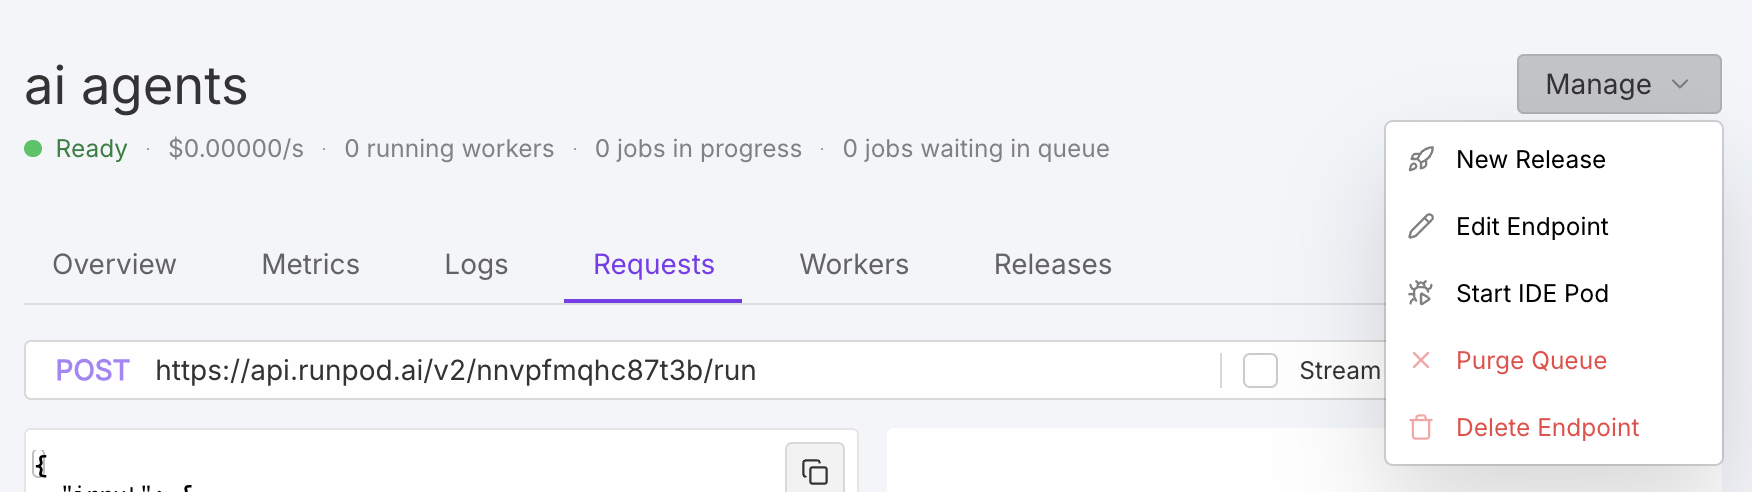 ai agents
Manage
Ready · $0.00000/s · 0 running workers · 0 jobs in progress · 0 jobs waiting in queue
New Release
Edit Endpoint
Start IDE Pod
Purge Queue
Delete Endpoint
Overview Metrics Logs Requests Workers Releases
POST https://api.runpod.ai/v2/nnvpfmqhc87t3b/run Stream
{
"input": {